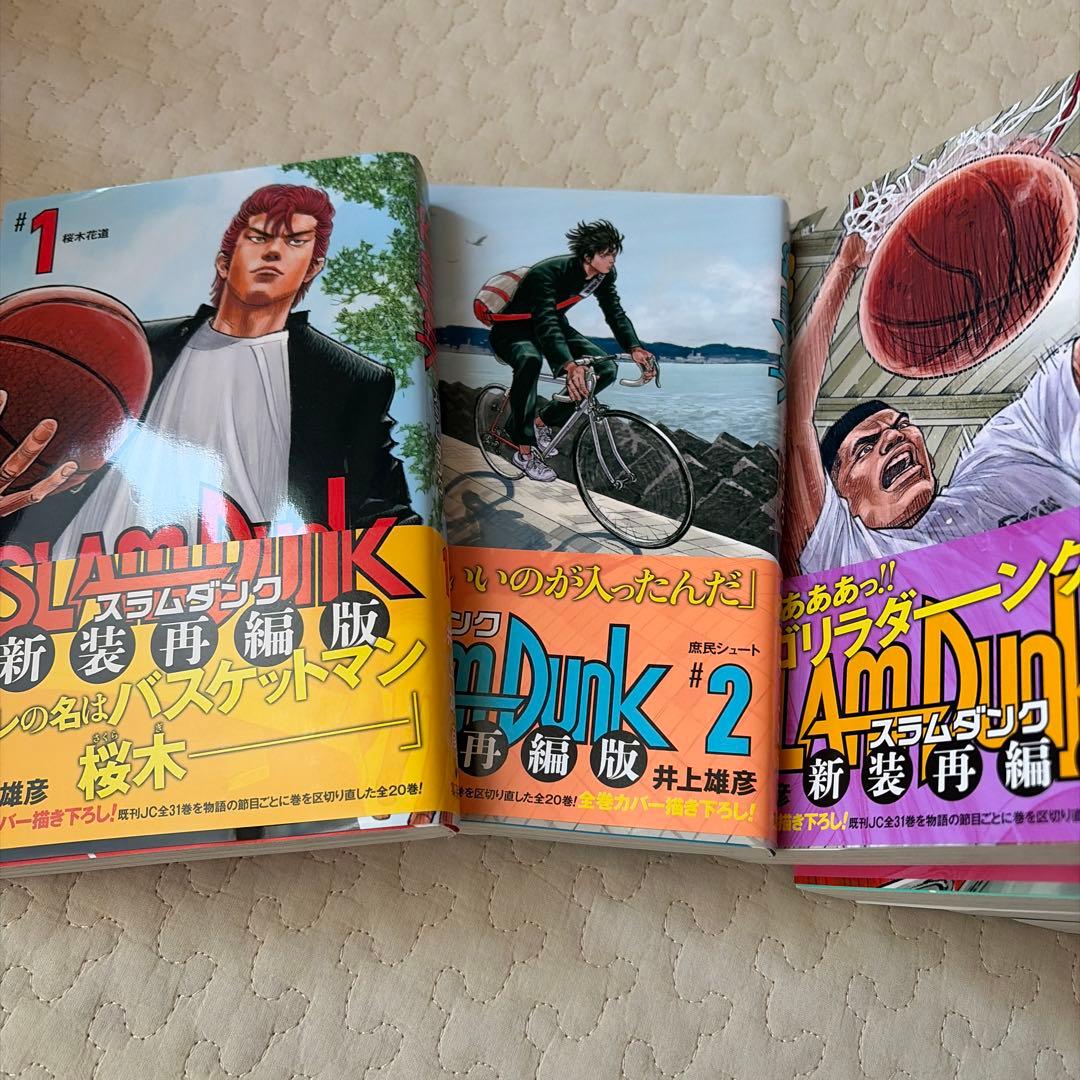 #1
桜木花道
SLAM DUNK
スラムダンク
新装再編版
レの名はバスケットマン
さくらぎ
桜木――――」
雄彦
バー描き下ろし!既刊JC全31巻を物語の節目ごとに巻を区切り直した全20巻!
いいのが入ったんだ」
ンク
am Dunk
庶民シュート
#2
再編版
井上雄彦
巻を区切り直した全20巻!全巻カバー描き下ろし!
あああっ!!
ゴリラダーンク
LAM DUNK
スラムダンク
新装再編
描き下ろし!既刊JC全31巻を物語の節目ごとに巻を区切り直